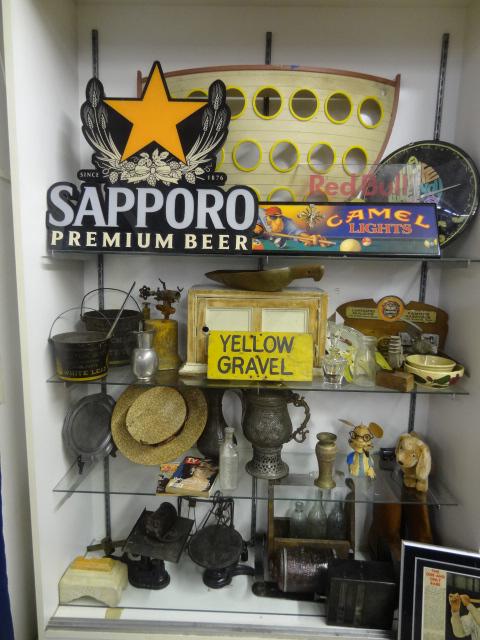 SINCE 1876
SAPPORO
PREMIUM BEER
Red Bull
CAMEL
LIGHTS
YELLOW
GRAVEL
WHITE LEAD